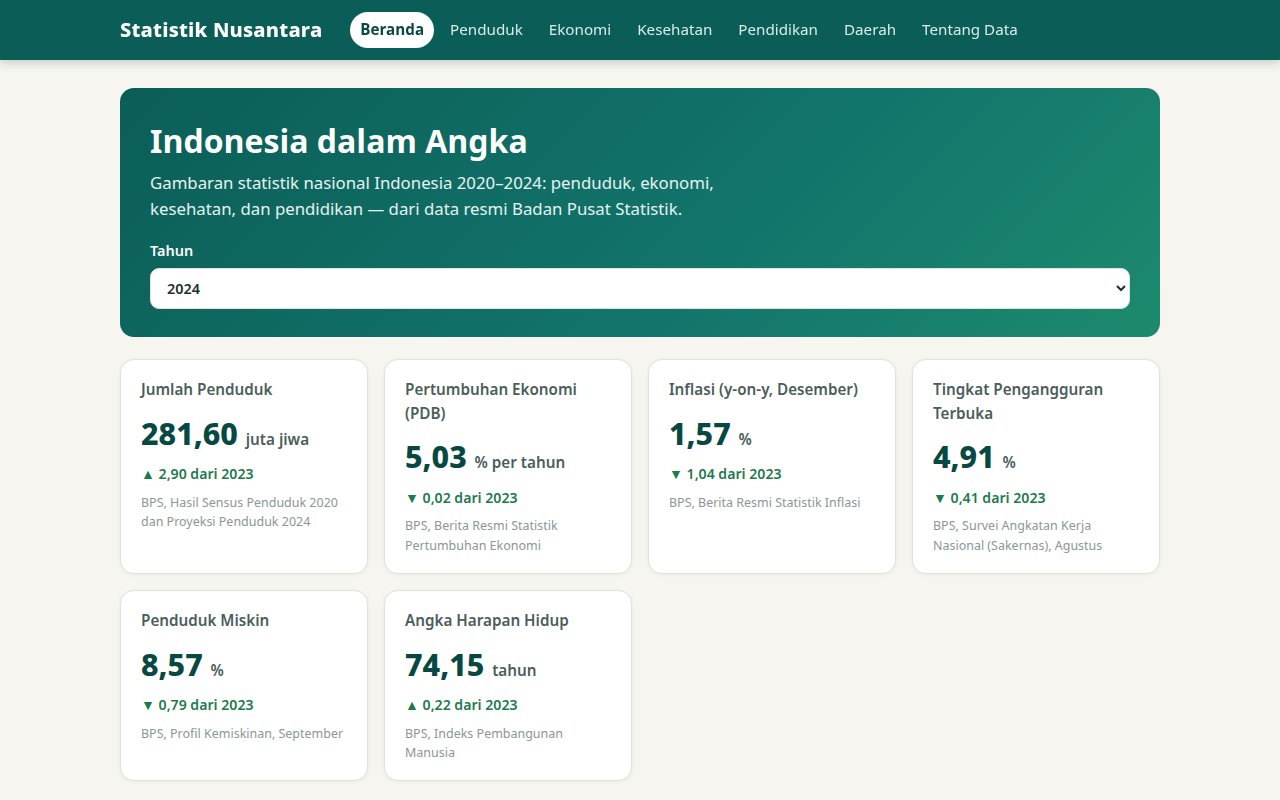 Statistik Nusantara
Beranda
Penduduk
Ekonomi
Kesehatan
Pendidikan
Daerah
Tentang Data
Indonesia dalam Angka
Gambaran statistik nasional Indonesia 2020–2024: penduduk, ekonomi,
kesehatan, dan pendidikan — dari data resmi Badan Pusat Statistik.
Tahun
2024
Jumlah Penduduk
281,60 juta jiwa
▲ 2,90 dari 2023
BPS, Hasil Sensus Penduduk 2020
dan Proyeksi Penduduk 2024
Pertumbuhan Ekonomi
(PDB)
5,03 % per tahun
▼ 0,02 dari 2023
BPS, Berita Resmi Statistik
Pertumbuhan Ekonomi
Inflasi (y-on-y, Desember)
1,57 %
▼ 1,04 dari 2023
BPS, Berita Resmi Statistik Inflasi
Tingkat Pengangguran
Terbuka
4,91 %
▼ 0,41 dari 2023
BPS, Survei Angkatan Kerja
Nasional (Sakernas), Agustus
Penduduk Miskin
8,57 %
▼ 0,79 dari 2023
BPS, Profil Kemiskinan, September
Angka Harapan Hidup
74,15 tahun
▲ 0,22 dari 2023
BPS, Indeks Pembangunan
Manusia